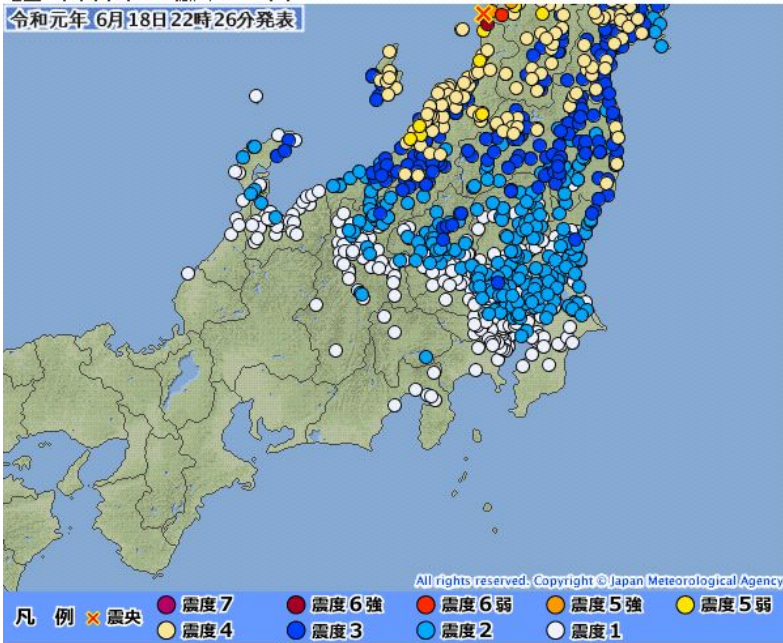 令和元年 6月18日22時26分発表
All rights reserved. Copyright © Japan Meteorological Agency
凡 例 × 震央 震度7 震度6強 震度6弱 震度5強 震度5弱
震度4 震度3 震度2 震度1